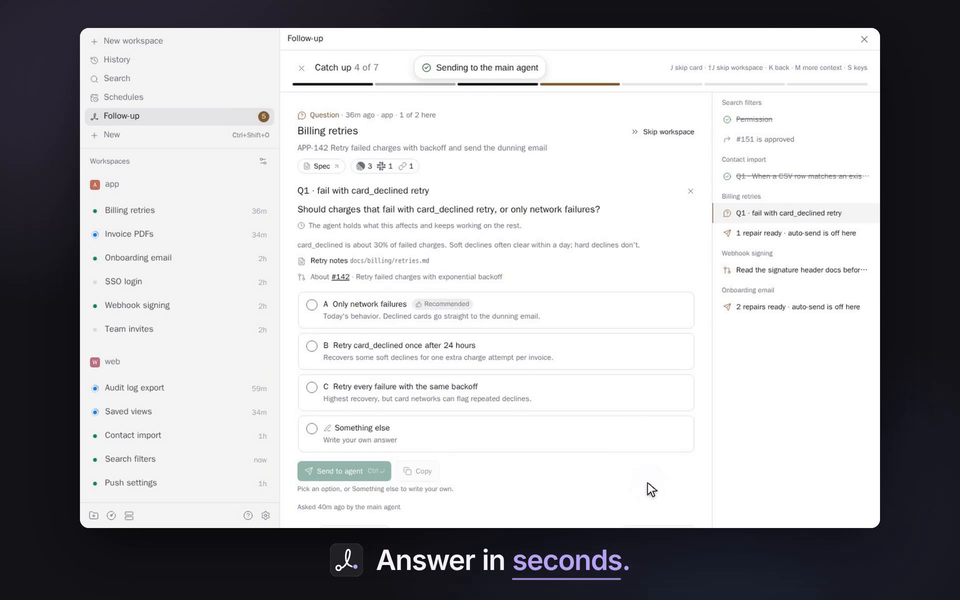 New workspace
History
Search
Schedules
Follow-up 5
New Ctrl+Shift+O
Workspaces
A app
Billing retries 36m
Invoice PDFs 34m
Onboarding email 2h
SSO login 2h
Webhook signing 2h
Team invites 2h
W web
Audit log export 59m
Saved views 34m
Contact import 1h
Search filters now
Push settings 1h
Follow-up
Catch up 4 of 7
Sending to the main agent
J skip card · ⇧J skip workspace · K back · M more context · S keys
Question · 36m ago · app · 1 of 2 here
Billing retries
Skip workspace
APP-142 Retry failed charges with backoff and send the dunning email
Spec 3 1 1
Q1 · fail with card_declined retry
Should charges that fail with card_declined retry, or only network failures?
The agent holds what this affects and keeps working on the rest.
card_declined is about 30% of failed charges. Soft declines often clear within a day; hard declines don't.
Retry notes docs/billing/retries.md
About #142 · Retry failed charges with exponential backoff
A Only network failures Recommended
Today's behavior. Declined cards go straight to the dunning email.
B Retry card_declined once after 24 hours
Recovers some soft declines for one extra charge attempt per invoice.
C Retry every failure with the same backoff
Highest recovery, but card networks can flag repeated declines.
Something else
Write your own answer
Send to agent Ctrl↵
Copy
Pick an option, or Something else to write your own.
Asked 40m ago by the main agent
Search filters
Permission
#151 is approved
Contact import
Q1 · When a CSV row matches an exis
Billing retries
Q1 · fail with card_declined retry
1 repair ready · auto-send is off here
Webhook signing
Read the signature header docs befor···
Onboarding email
2 repairs ready · auto-send is off here
Answer in seconds.